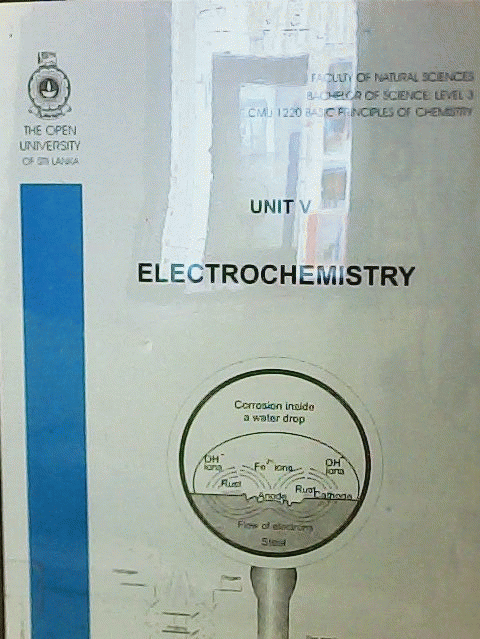 FACULTY OF NATURAL SCIENCES
BACHELOR OF SCIENCE: LEVEL 3
CMU 1220 BASIC PRINCIPLES OF CHEMISTRY
THE OPEN
UNIVERSITY
OF SRI LANKA
UNIT V
ELECTROCHEMISTRY
Corrosion inside
a water drop
OH⁻ ions
Fe²⁺ ions
OH⁻ ions
Rust
Anode
Rust
Cathode
Flow of electrons
Steel